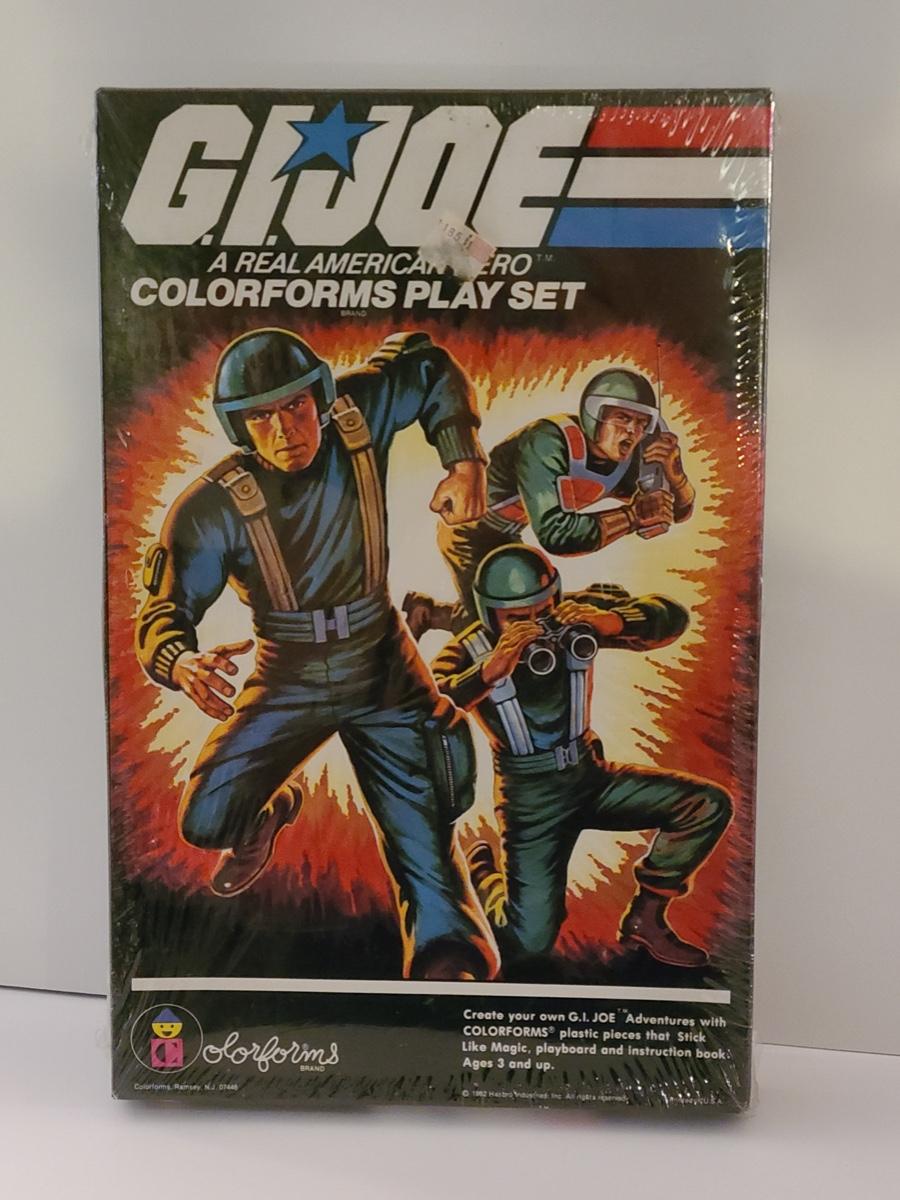 G.I. JOE
A REAL AMERICAN HERO™
COLORFORMS PLAY SET
BRAND
Colorforms
BRAND
Colorforms, Ramsey, N.J. 07446
Create your own G.I. JOE™ Adventures with
COLORFORMS® plastic pieces that Stick
Like Magic, playboard and instruction book.
Ages 3 and up.
© 1982 Hasbro Industries, Inc. All rights reserved.
U.S.A.